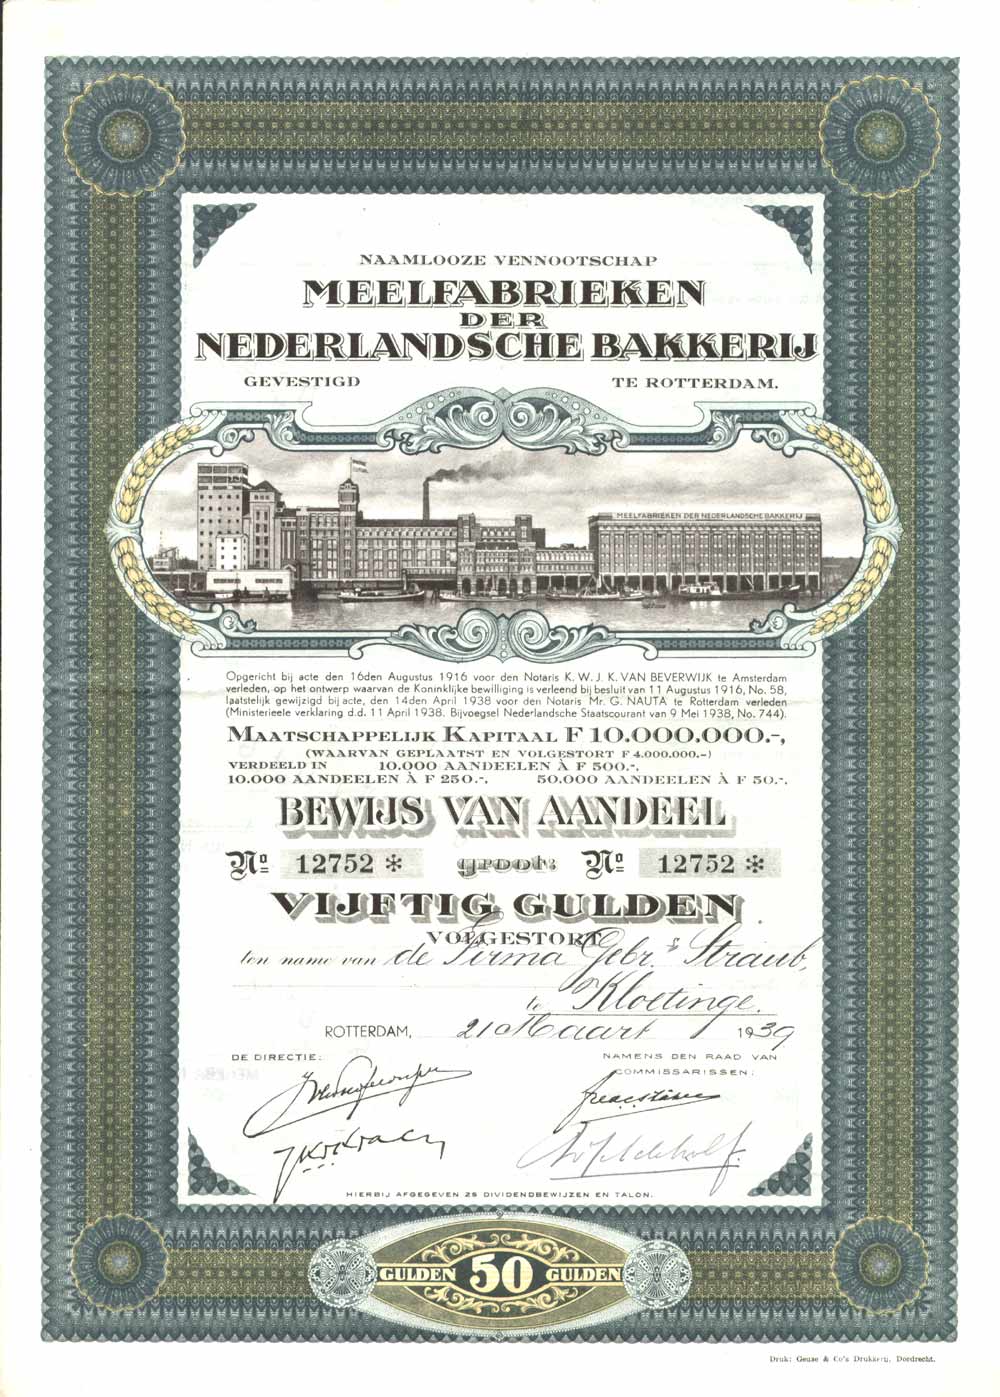 NAAMLOOZE VENNOOTSCHAP
MEELFABRIEKEN
DER
NEDERLANDSCHE BAKKERIJ
GEVESTIGD TE ROTTERDAM.
MEELFABRIEKEN DER NEDERLANDSCHE BAKKERIJ
Opgericht bij acte den 16den Augustus 1916 voor den Notaris K. W. J. K. VAN BEVERWIJK te Amsterdam
verleden, op het ontwerp waarvan de Koninklijke bewilliging is verleend bij besluit van 11 Augustus 1916, No. 58,
laatstelijk gewijzigd bij acte, den 14den April 1938 voor den Notaris Mr. G. NAUTA te Rotterdam verleden
(Ministerieele verklaring d.d. 11 April 1938. Bijvoegsel Nederlandsche Staatscourant van 9 Mei 1938, No. 744).
MAATSCHAPPELIJK KAPITAAL F 10.000.000.-,
(WAARVAN GEPLAATST EN VOLGESTORT F 4.000.000.-)
VERDEELD IN 10.000 AANDEELEN À F 500.-,
10.000 AANDEELEN À F 250.-, 50.000 AANDEELEN À F 50.-.
BEWIJS VAN AANDEEL
No 12752 * groot: No 12752 *
VIJFTIG GULDEN
VOLGESTORT
ten name van de Firma Gebrs Straub,
te Kloetinge.
ROTTERDAM, 21 Maart 1939
DE DIRECTIE: NAMENS DEN RAAD VAN
COMMISSARISSEN:
HIERBIJ AFGEGEVEN 25 DIVIDENDBEWIJZEN EN TALON.
GULDEN 50 GULDEN
Druk: Geuze & Co's Drukkerij, Dordrecht.